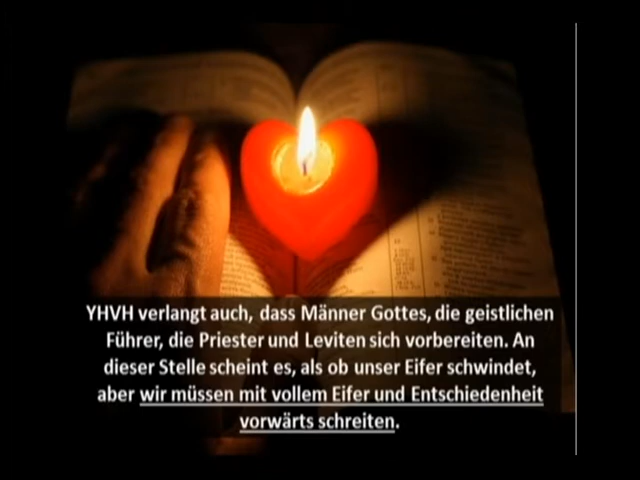 YHVH verlangt auch, dass Männer Gottes, die geistlichen
Führer, die Priester und Leviten sich vorbereiten. An
dieser Stelle scheint es, als ob unser Eifer schwindet,
aber wir müssen mit vollem Eifer und Entschiedenheit
vorwärts schreiten.